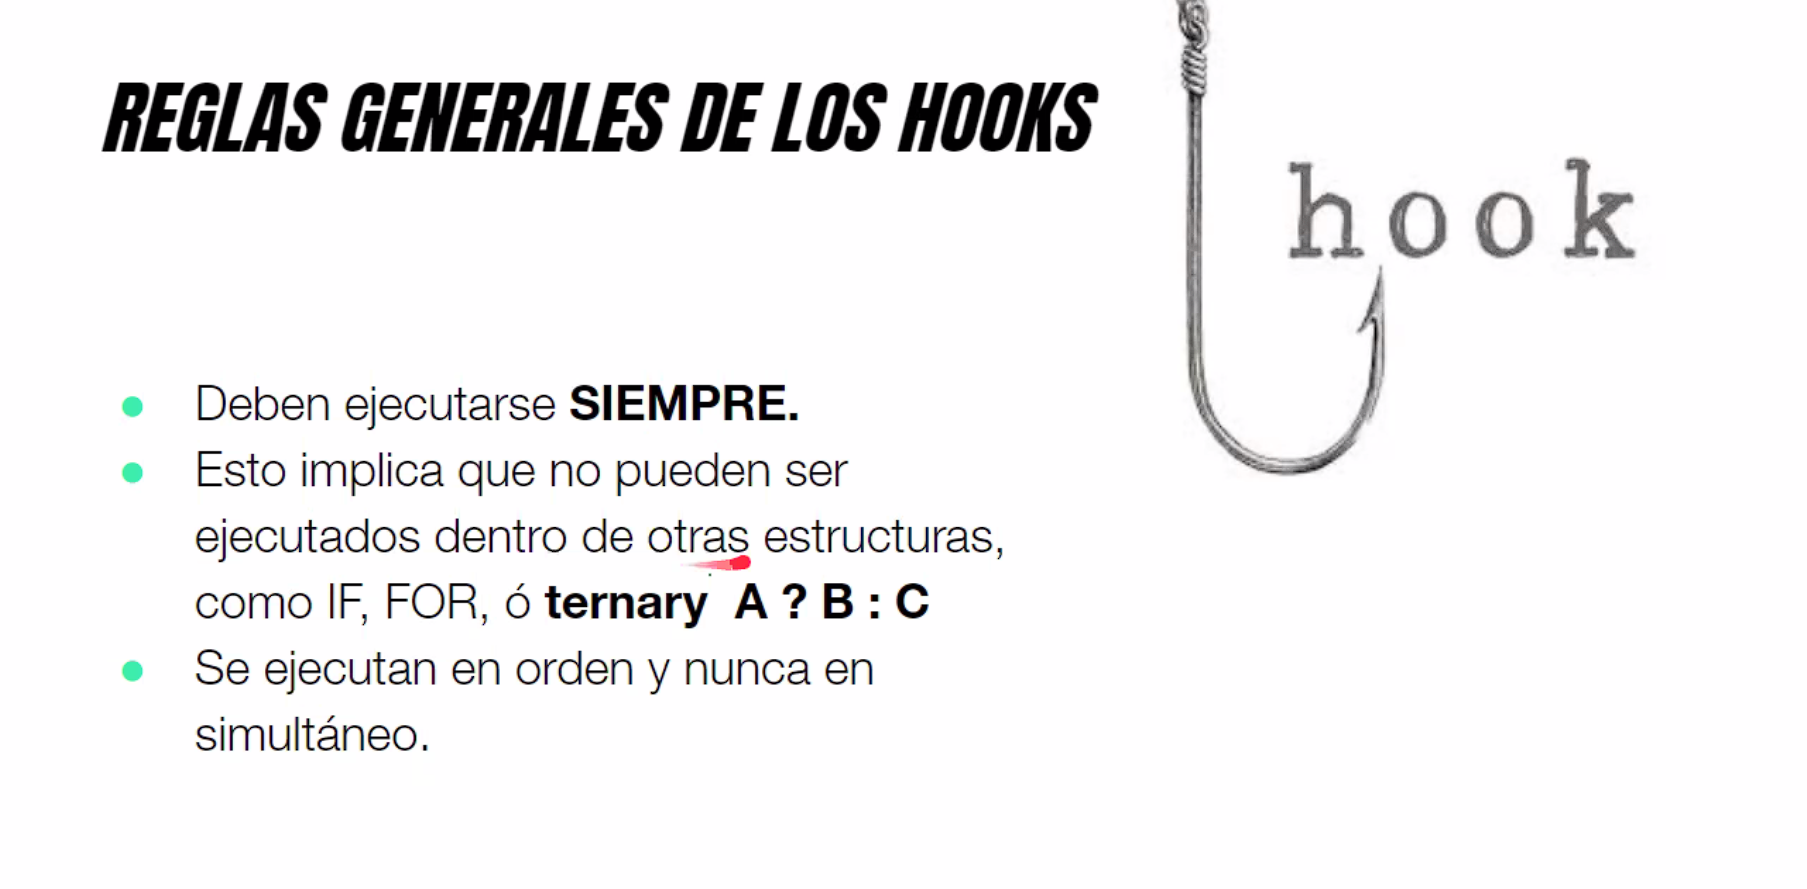 REGLAS GENERALES DE LOS HOOKS
hook
● Deben ejecutarse SIEMPRE.
● Esto implica que no pueden ser
ejecutados dentro de otras estructuras,
como IF, FOR, ó ternary A ? B : C
● Se ejecutan en orden y nunca en
simultáneo.